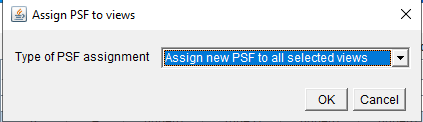 Assign PSF to views
Type of PSF assignment Assign new PSF to all selected views
OK Cancel